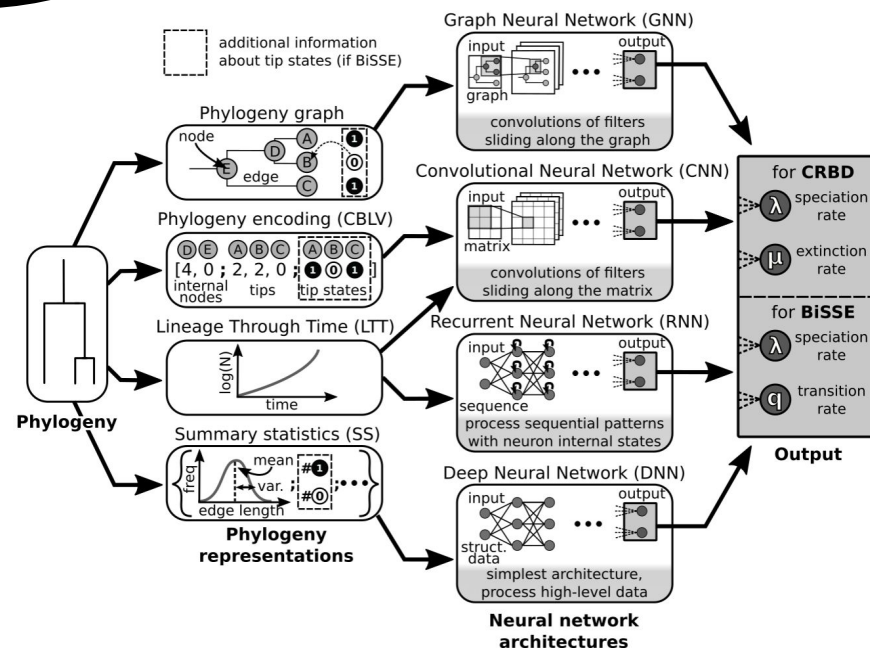 additional information
about tip states (if BiSSE)
Phylogeny
Phylogeny graph
node
edge
A
B
C
D
E
1
0
1
Phylogeny encoding (CBLV)
D E A B C A B C
[4, 0 ; 2, 2, 0 ; 1 0 1 ]
internal
nodes
tips
tip states
Lineage Through Time (LTT)
log(N)
time
Summary statistics (SS)
freq
mean
var.
edge length
#1
#0
Phylogeny
representations
Graph Neural Network (GNN)
input
output
graph
convolutions of filters
sliding along the graph
Convolutional Neural Network (CNN)
input
output
matrix
convolutions of filters
sliding along the matrix
Recurrent Neural Network (RNN)
output
sequence
process sequential patterns
with neuron internal states
Deep Neural Network (DNN)
input
output
struct.
data
simplest architecture,
process high-level data
Neural network
architectures
for CRBD
λ speciation
rate
μ extinction
rate
for BiSSE
λ speciation
rate
q transition
rate
Output